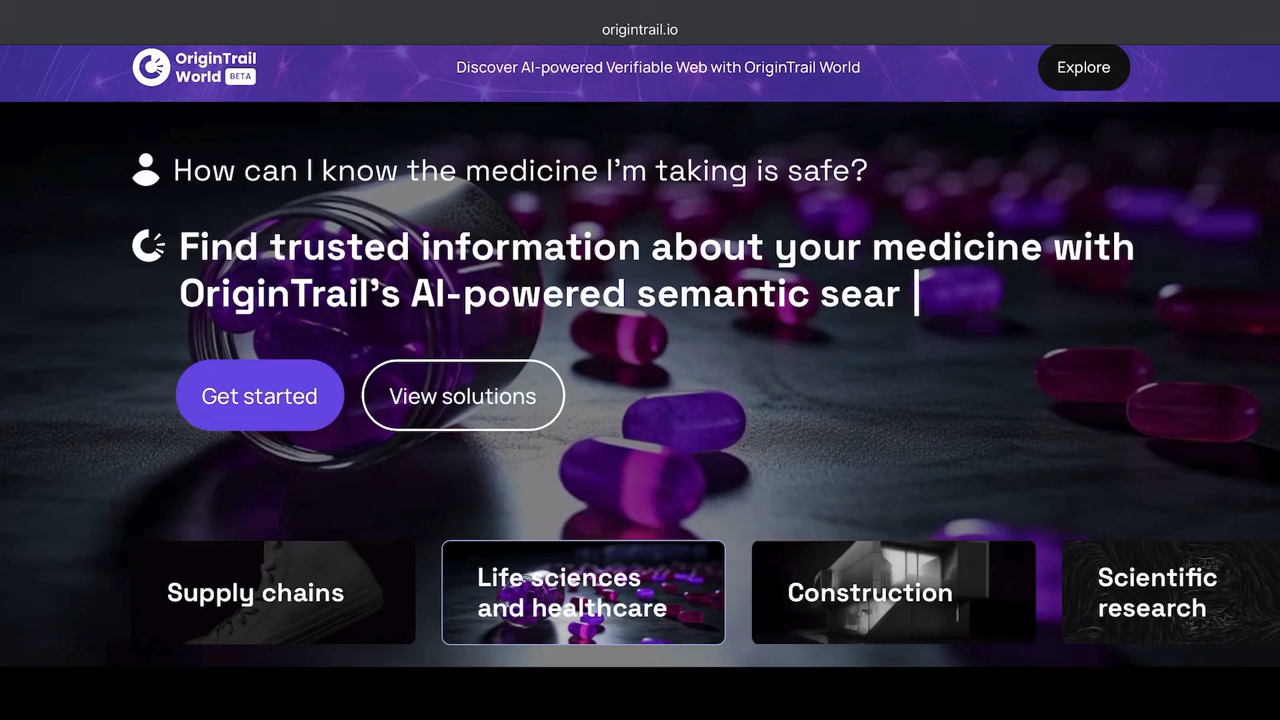 origintrail.io
OriginTrail
World BETA
Discover AI-powered Verifiable Web with OriginTrail World
Explore
How can I know the medicine I'm taking is safe?
Find trusted information about your medicine with
OriginTrail's AI-powered semantic sear
Get started
View solutions
Supply chains
Life sciences
and healthcare
Construction
Scientific
research